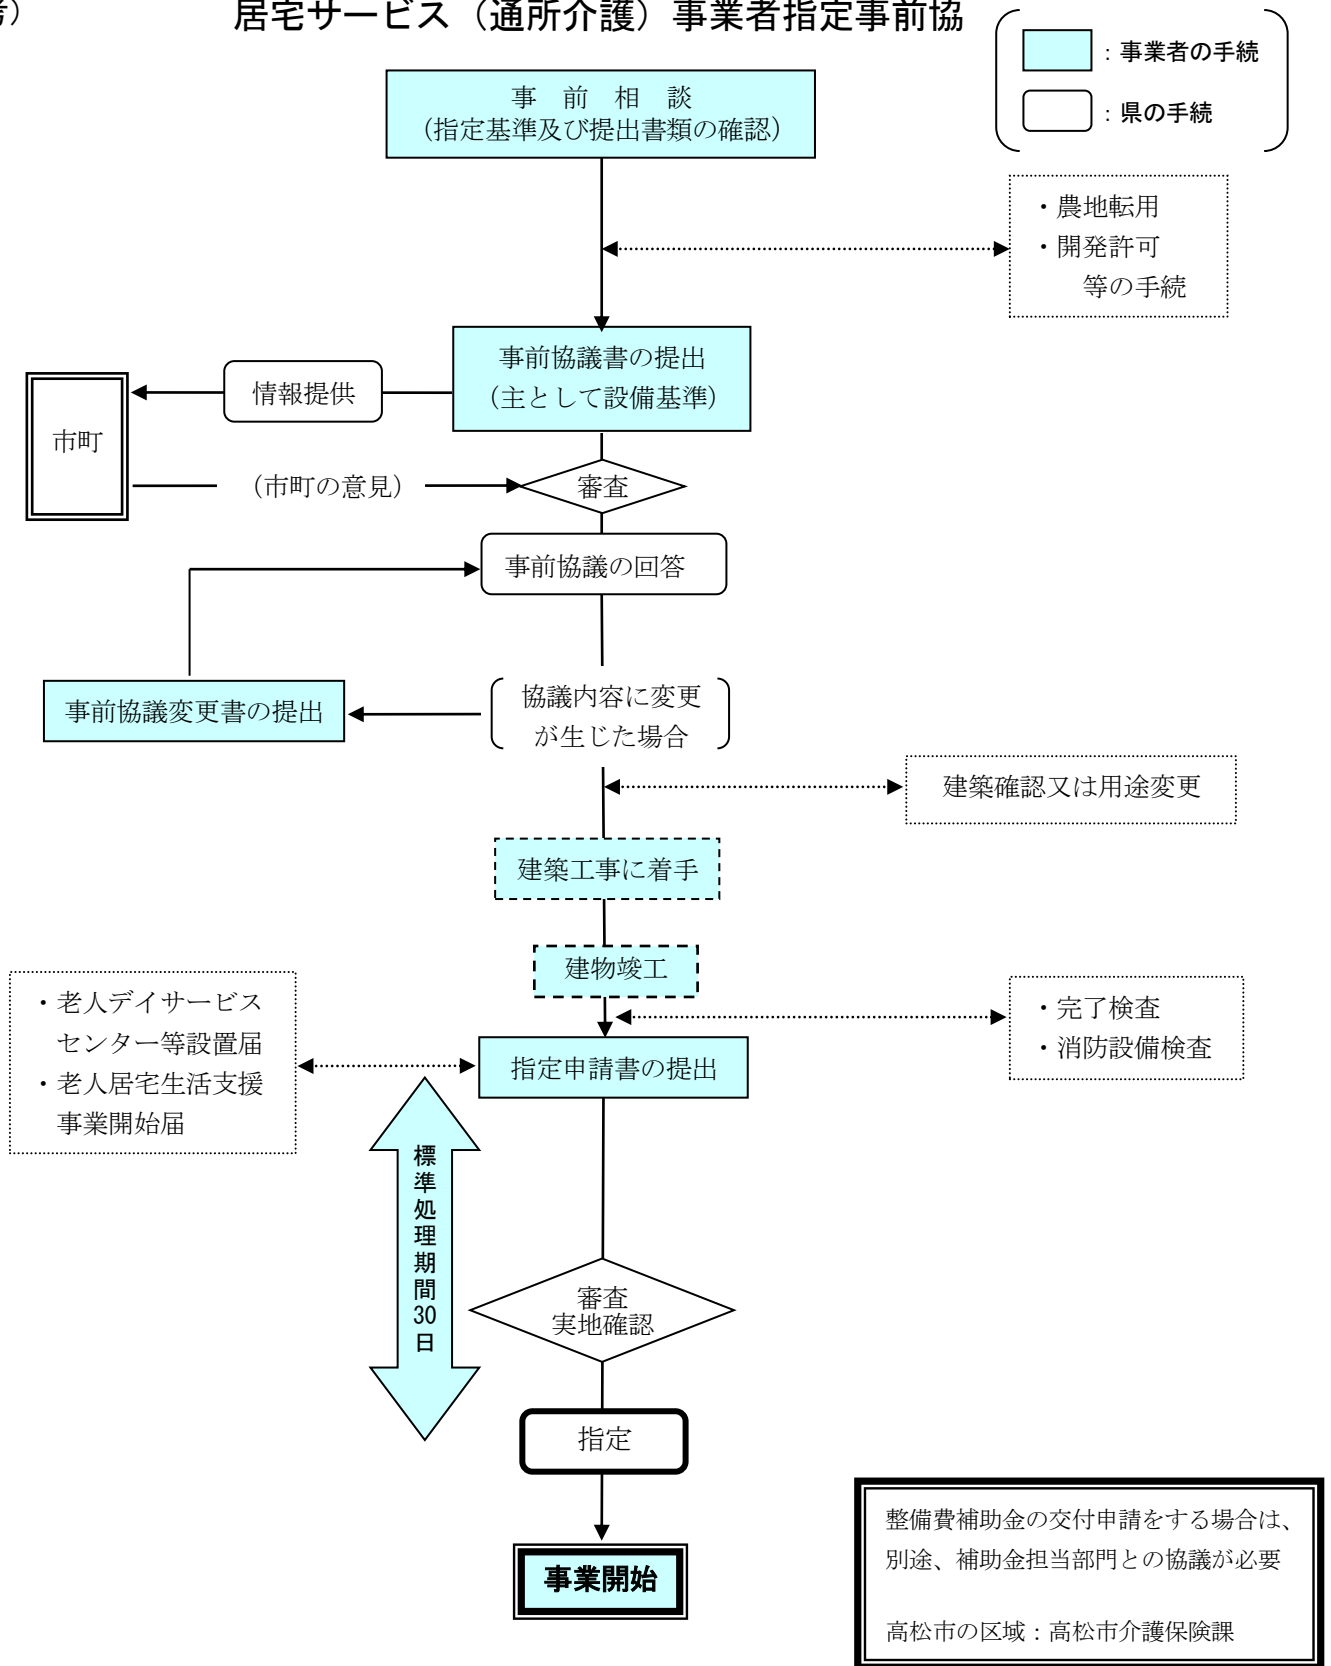 考）
居宅サービス（通所介護）事業者指定事前協
：事業者の手続
：県の手続
事　前　相　談
（指定基準及び提出書類の確認）
・農地転用
・開発許可
等の手続
事前協議書の提出
（主として設備基準）
情報提供
市町
（市町の意見）
審査
事前協議の回答
協議内容に変更
が生じた場合
事前協議変更書の提出
建築確認又は用途変更
建築工事に着手
建物竣工
・老人デイサービス
センター等設置届
・老人居宅生活支援
事業開始届
・完了検査
・消防設備検査
指定申請書の提出
標準処理期間30日
審査
実地確認
指定
事業開始
整備費補助金の交付申請をする場合は、
別途、補助金担当部門との協議が必要
高松市の区域：高松市介護保険課